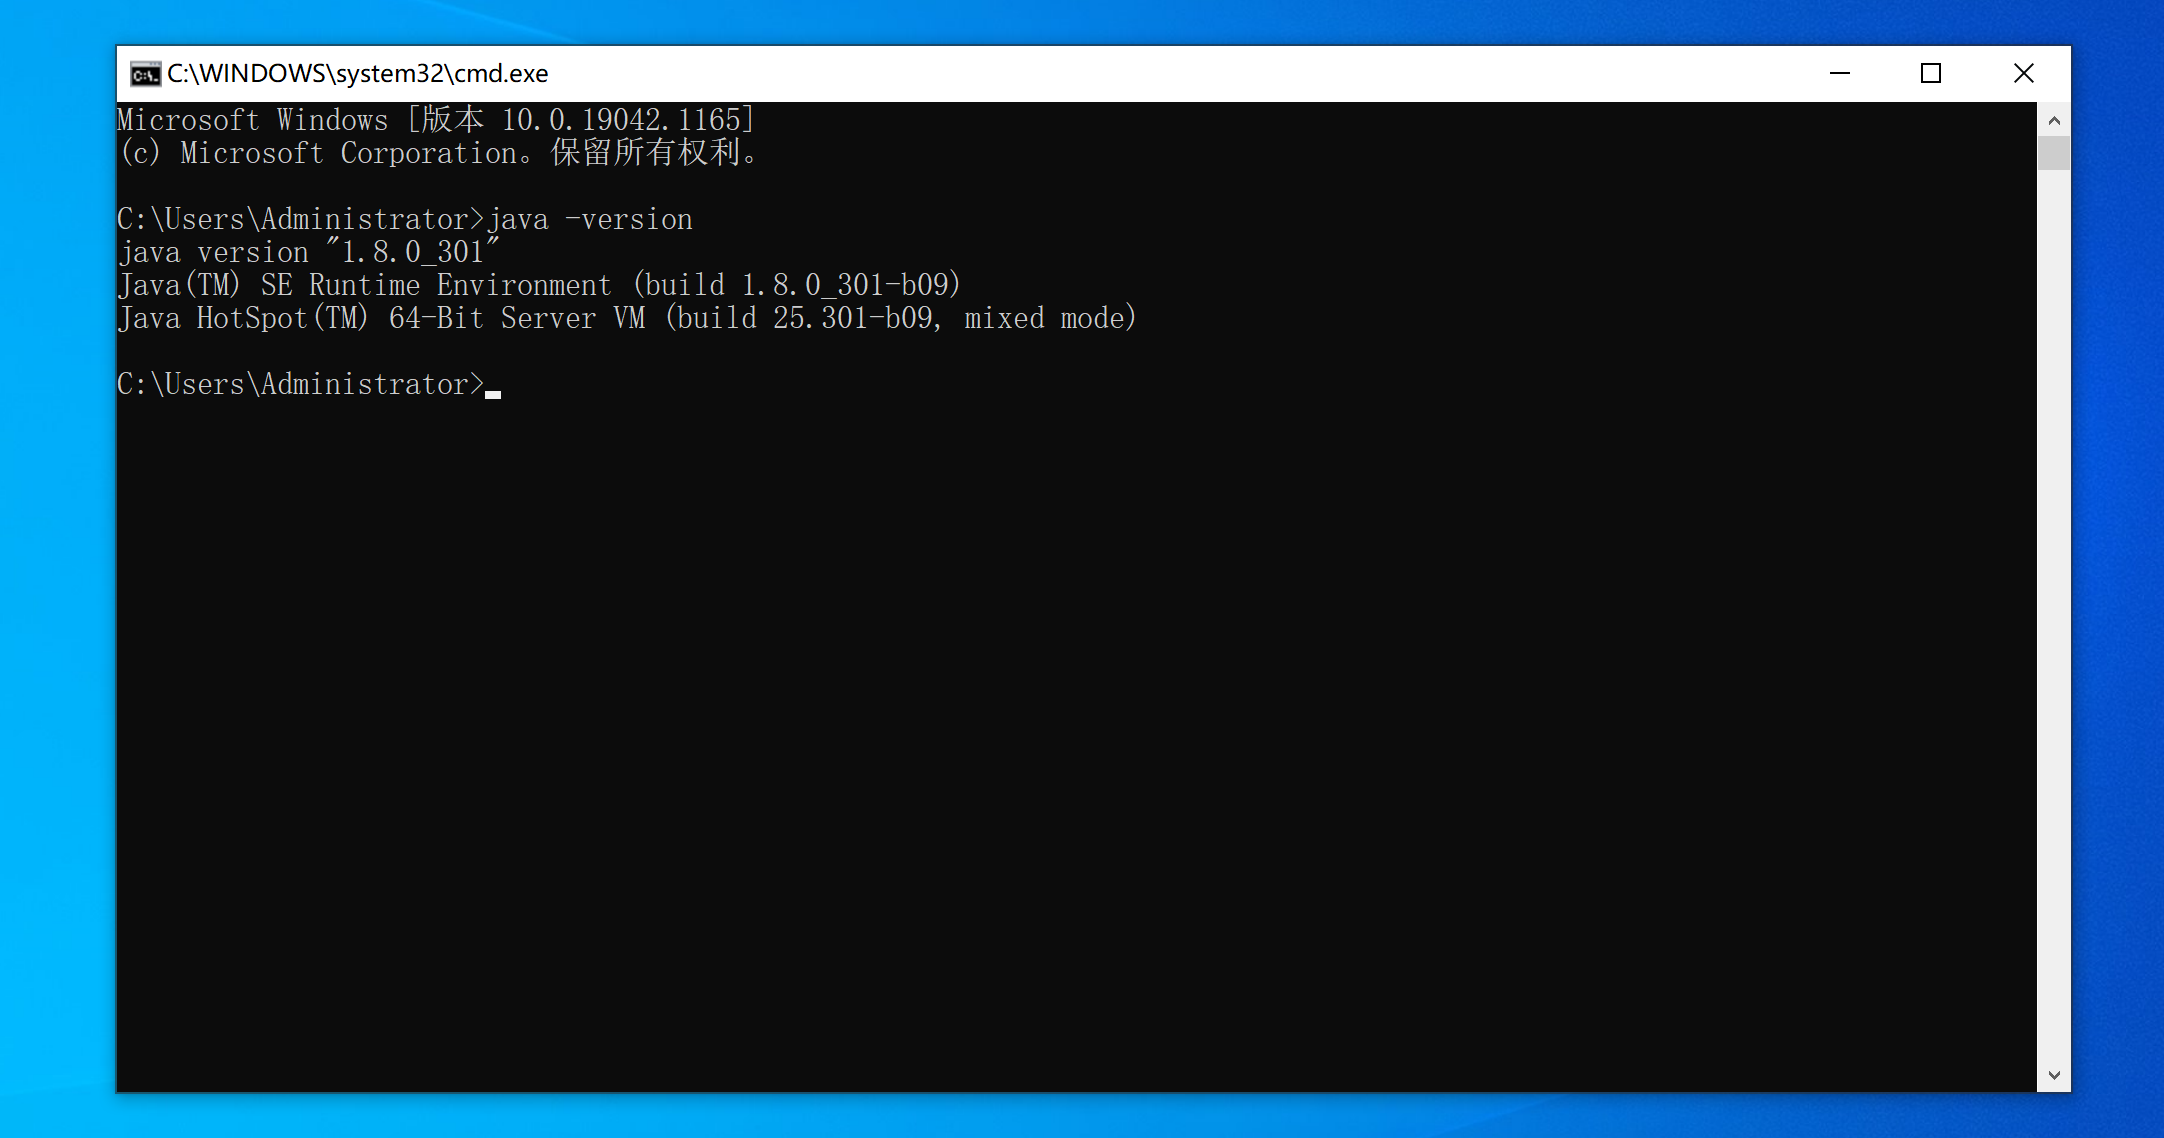 C:\WINDOWS\system32\cmd.exe
Microsoft Windows [版本 10.0.19042.1165]
(c) Microsoft Corporation。保留所有权利。
C:\Users\Administrator>java -version
java version "1.8.0_301"
Java(TM) SE Runtime Environment (build 1.8.0_301-b09)
Java HotSpot(TM) 64-Bit Server VM (build 25.301-b09, mixed mode)
C:\Users\Administrator>